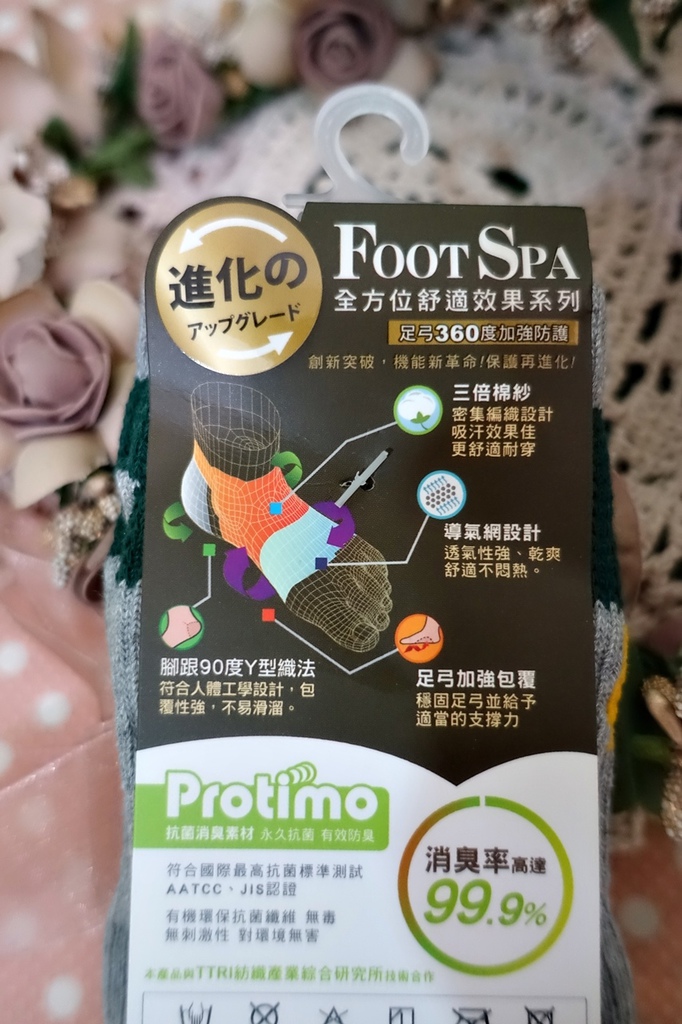 進化の
アップグレード
FOOT SPA
全方位舒適效果系列
足弓360度加強防護
創新突破，機能新革命!保護再進化!
三倍棉紗
密集編織設計
吸汗效果佳
更舒適耐穿
導氣網設計
透氣性強、乾爽
舒適不悶熱。
腳跟90度Y型織法
符合人體工學設計，包
覆性強，不易滑溜。
足弓加強包覆
穩固足弓並給予
適當的支撐力
Protimo
抗菌消臭素材 永久抗菌 有效防臭
符合國際最高抗菌標準測試
AATCC、JIS認證
有機環保抗菌纖維 無毒
無刺激性 對環境無害
消臭率高達
99.9%
本產品與TTRI紡織產業綜合研究所技術合作